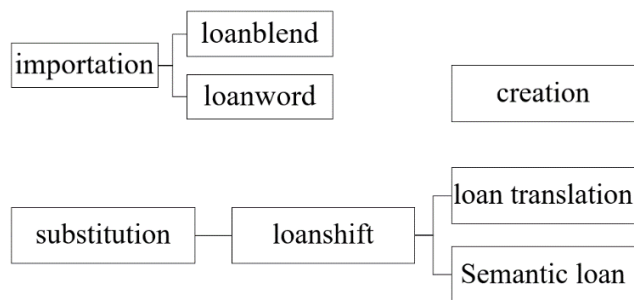 loanblend
importation
loanword
creation
loan translation
substitution
loanshift
Semantic loan